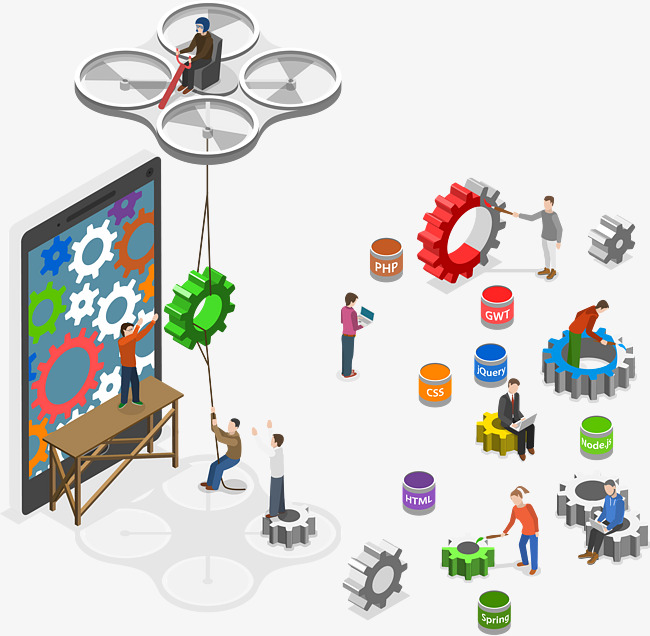 PHP
GWT
jQuery
CSS
Node.js
HTML
Spring